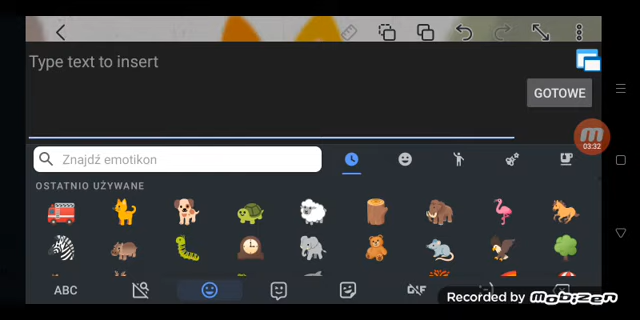 Type text to insert
GOTOWE
03:32
Znajdź emotikon
OSTATNIO UŻYWANE
ABC
Recorded by mobizen